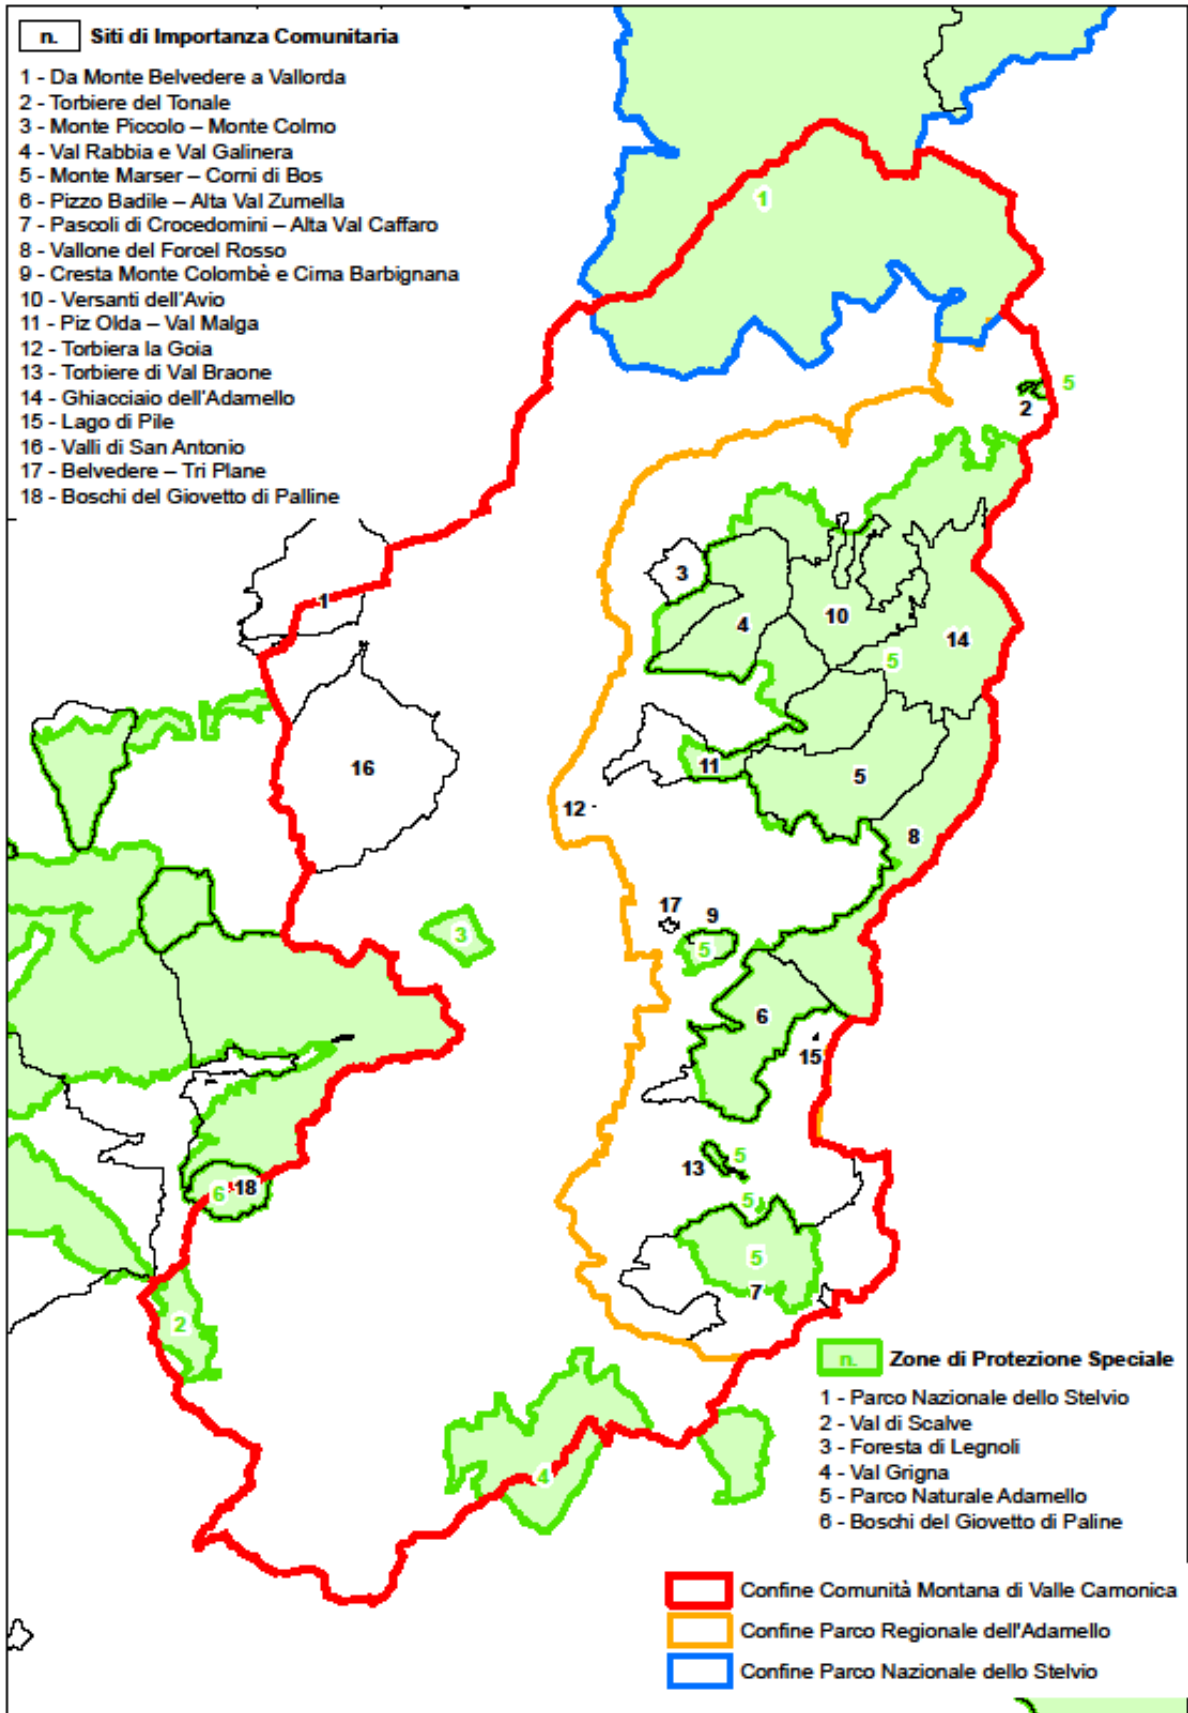 n. Siti di Importanza Comunitaria
1 - Da Monte Belvedere a Vallorda
2 - Torbiere del Tonale
3 - Monte Piccolo – Monte Colmo
4 - Val Rabbia e Val Galinera
5 - Monte Marser – Corni di Bos
6 - Pizzo Badile – Alta Val Zumella
7 - Pascoli di Crocedomini – Alta Val Caffaro
8 - Vallone del Forcel Rosso
9 - Cresta Monte Colombè e Cima Barbignana
10 - Versanti dell'Avio
11 - Piz Olda – Val Malga
12 - Torbiera la Goia
13 - Torbiere di Val Braone
14 - Ghiacciaio dell'Adamello
15 - Lago di Pile
16 - Valli di San Antonio
17 - Belvedere – Tri Plane
18 - Boschi del Giovetto di Palline
1
5
2
3
1
10
4
14
5
16
11
5
12
8
17
9
3
5
6
15
5
13
6 18
5
5
7
2
4
n. Zone di Protezione Speciale
1 - Parco Nazionale dello Stelvio
2 - Val di Scalve
3 - Foresta di Legnoli
4 - Val Grigna
5 - Parco Naturale Adamello
6 - Boschi del Giovetto di Paline
Confine Comunità Montana di Valle Camonica
Confine Parco Regionale dell'Adamello
Confine Parco Nazionale dello Stelvio